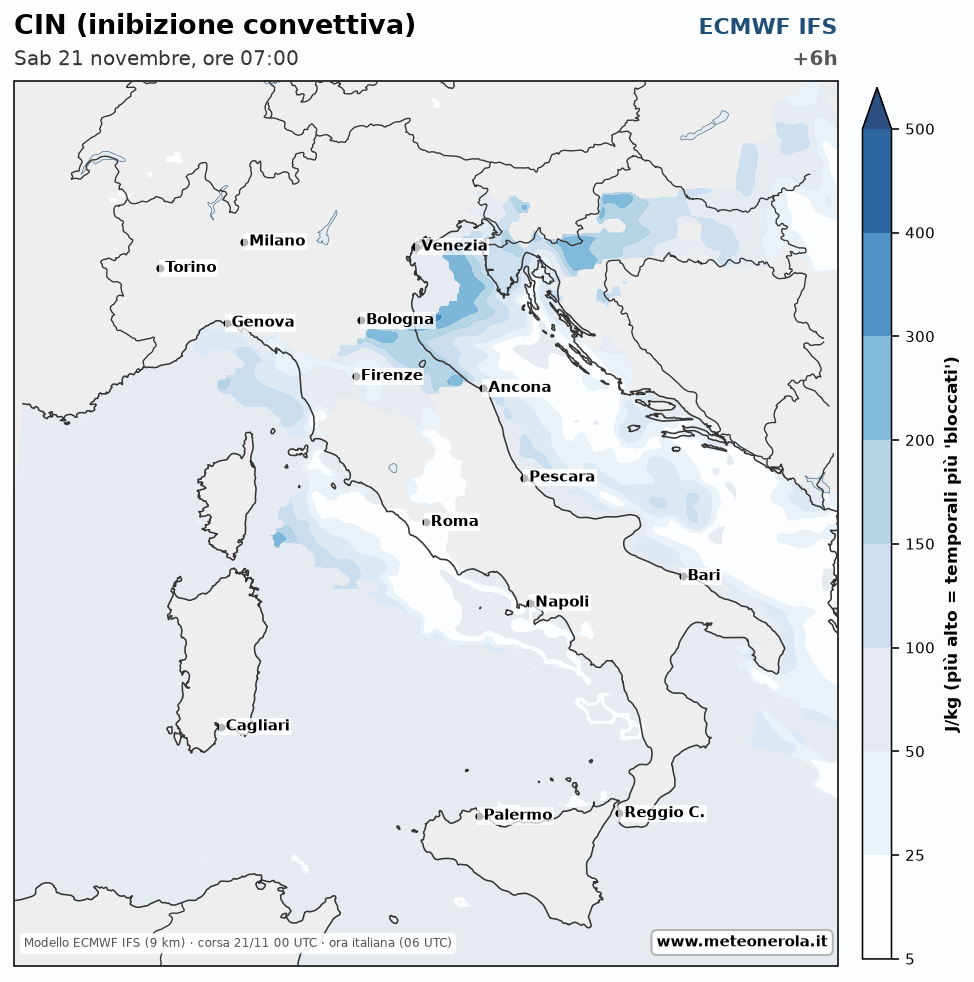 CIN (inibizione convettiva)
ECMWF IFS
Sab 21 novembre, ore 07:00
+6h
Milano
Venezia
Torino
Genova
Bologna
Firenze
Ancona
Pescara
Roma
Bari
Napoli
Cagliari
Palermo
Reggio C.
500
400
300
200
150
100
50
25
5
J/kg (più alto = temporali più 'bloccati')
Modello ECMWF IFS (9 km) · corsa 21/11 00 UTC · ora italiana (06 UTC)
www.meteonerola.it